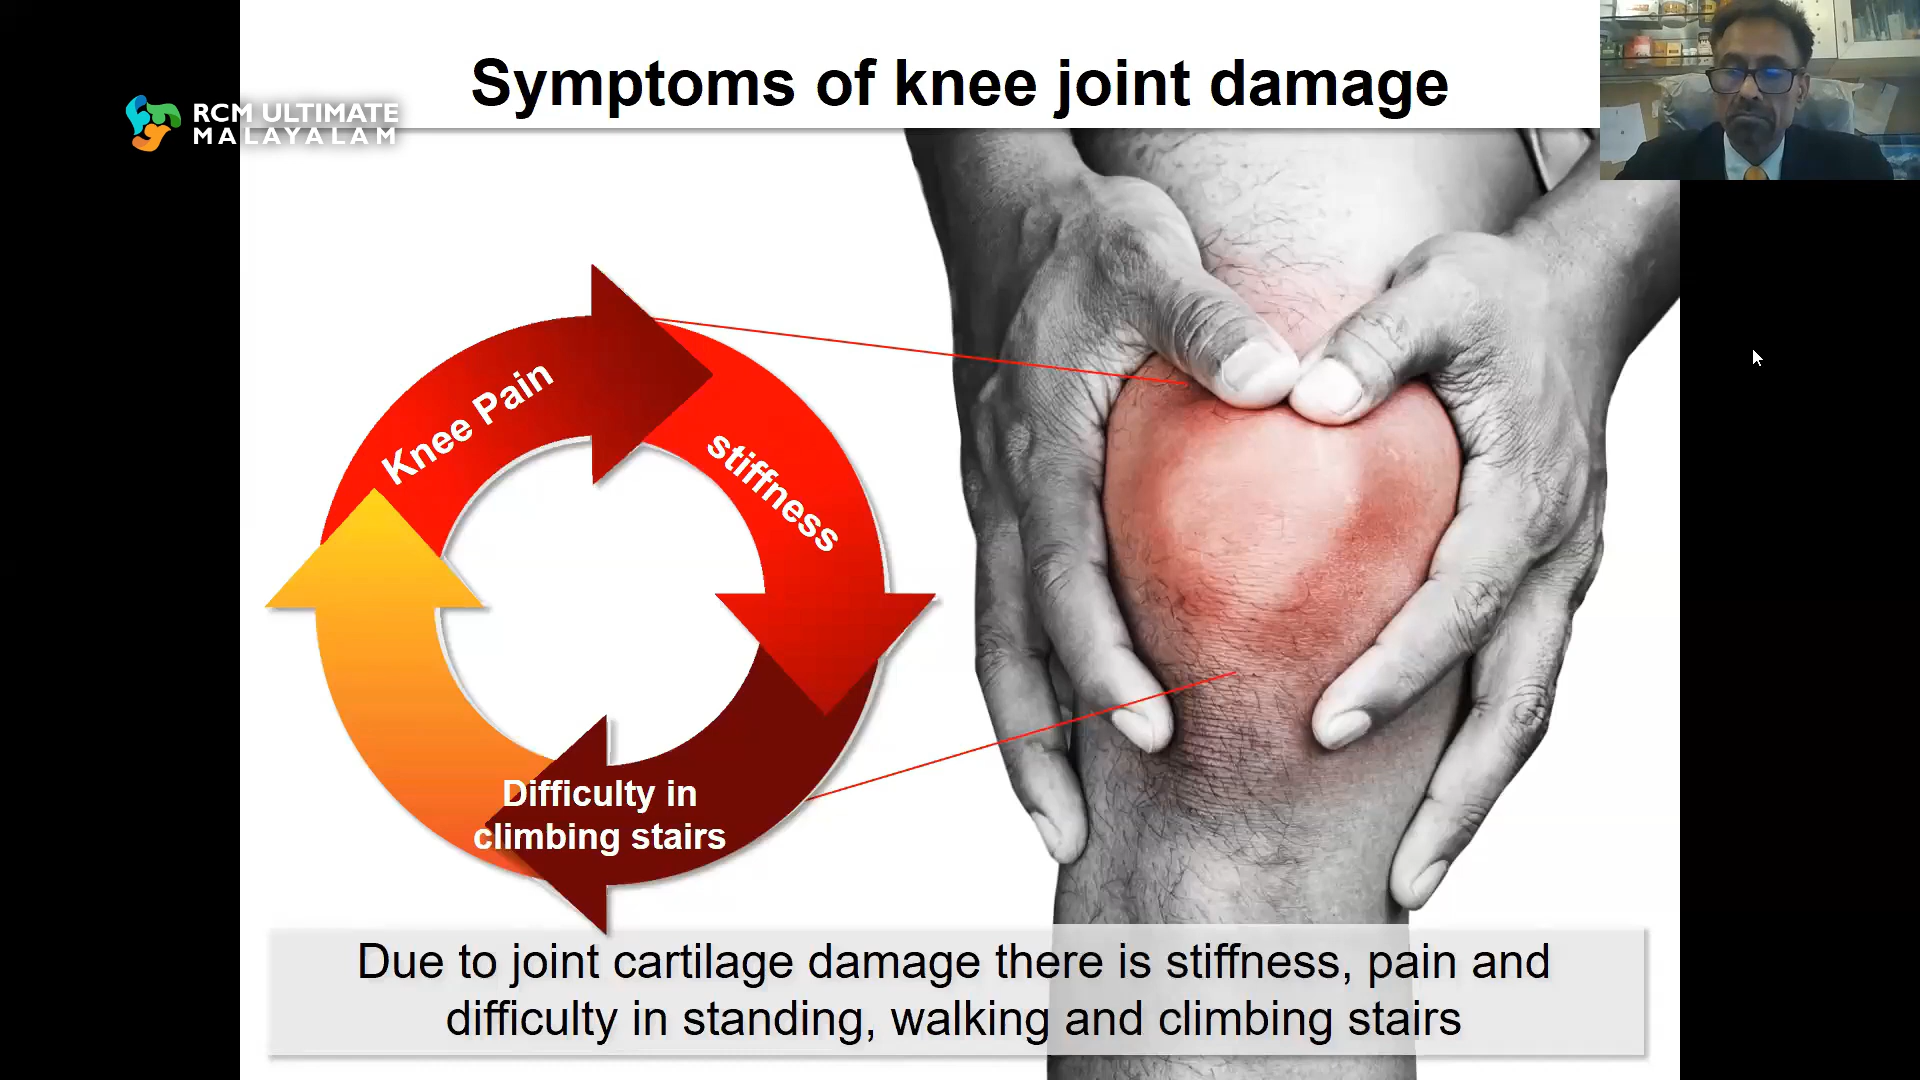 Symptoms of knee joint damage
RCM ULTIMATE
MALAYALAM
Knee Pain
stiffness
Difficulty in
climbing stairs
Due to joint cartilage damage there is stiffness, pain and
difficulty in standing, walking and climbing stairs